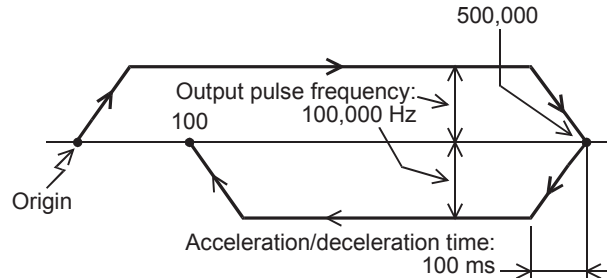 500,000
Output pulse frequency:
100,000 Hz
100
Origin
Acceleration/deceleration time:
100 ms